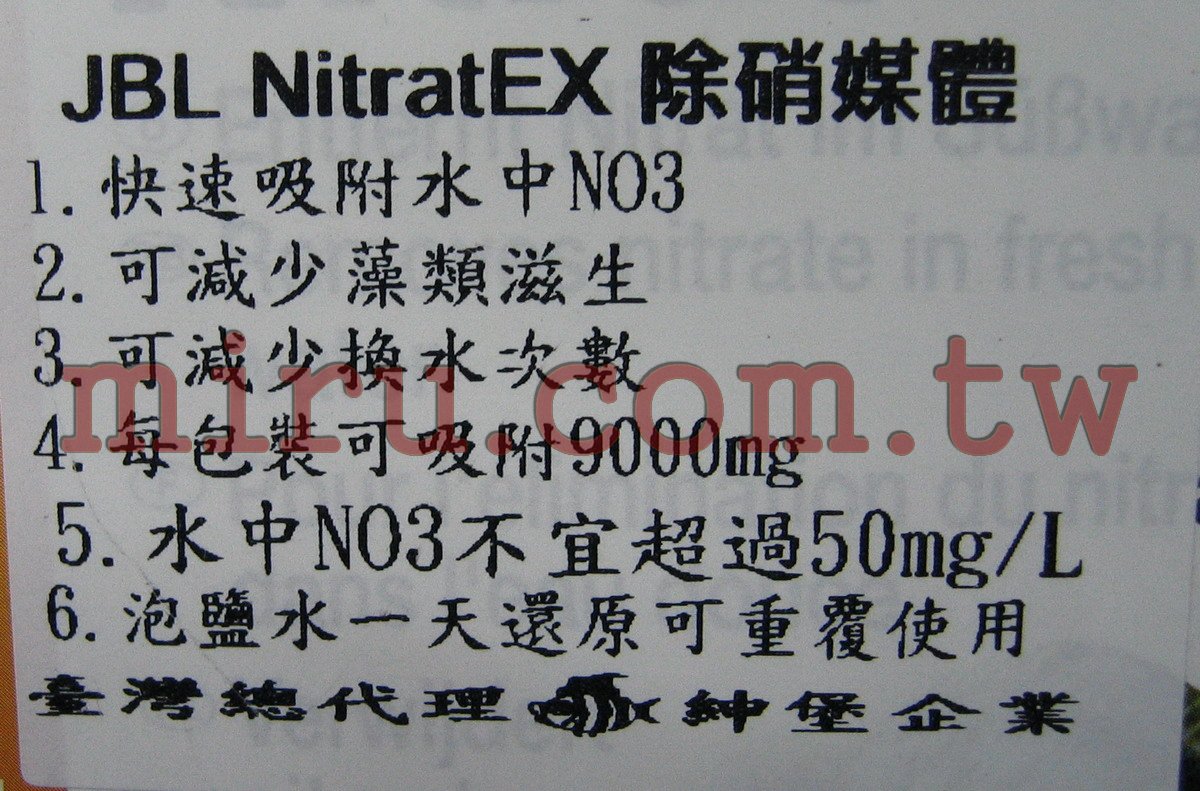 JBL NitratEX 除硝媒體
1. 快速吸附水中NO3
2. 可減少藻類滋生
3. 可減少換水次數
miru.com.tw
4. 每包裝可吸附9000mg
5. 水中NO3不宜超過50mg/L
6. 泡鹽水一天還原可重覆使用
臺灣總代理 紳堡企業